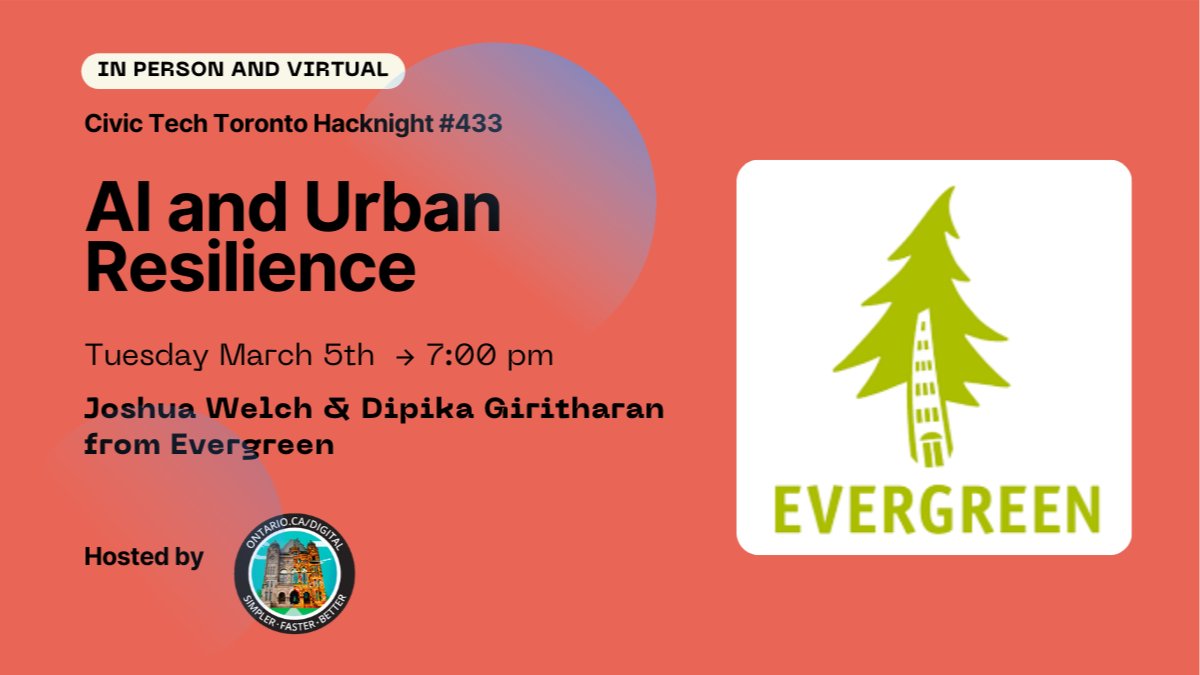 IN PERSON AND VIRTUAL
Civic Tech Toronto Hacknight #433
AI and Urban
Resilience
Tuesday March 5th → 7:00 pm
Joshua Welch & Dipika Giritharan
from Evergreen
EVERGREEN
Hosted by
ONTARIO.CA/DIGITAL
SIMPLER·FASTER·BETTER